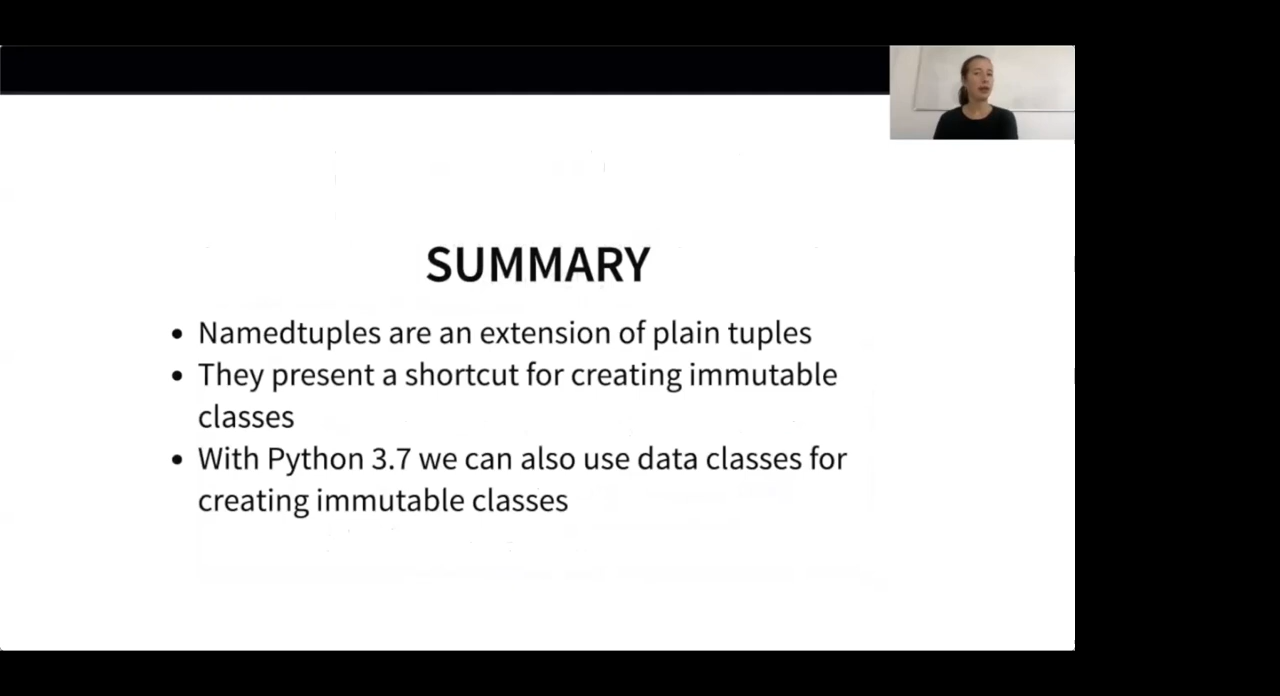 SUMMARY
• Namedtuples are an extension of plain tuples
• They present a shortcut for creating immutable
classes
• With Python 3.7 we can also use data classes for
creating immutable classes